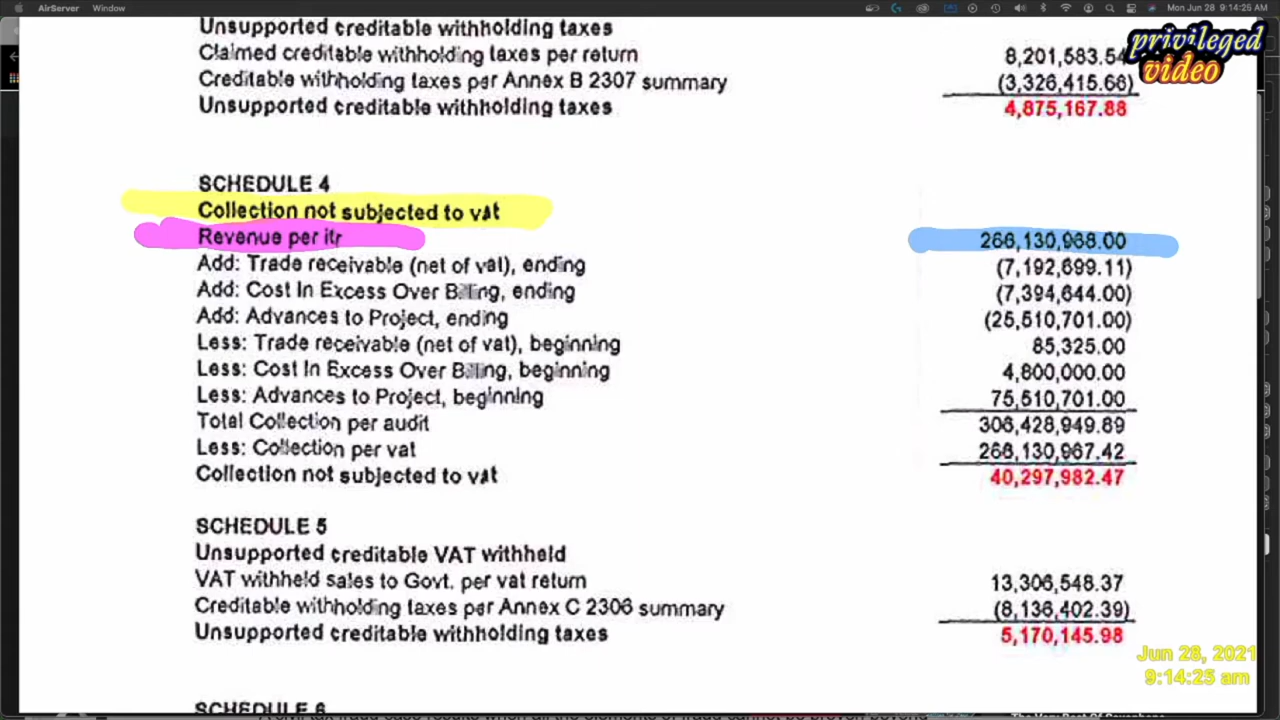 AirServer Window
Mon Jun 28 9:14:25 AM
privileged
video
Unsupported creditable withholding taxes
Claimed creditable withholding taxes per return 8,201,583.54
Creditable withholding taxes per Annex B 2307 summary (3,326,415.66)
Unsupported creditable withholding taxes 4,875,167.88
SCHEDULE 4
Collection not subjected to vat
Revenue per itr 266,130,968.00
Add: Trade receivable (net of vat), ending (7,192,699.11)
Add: Cost In Excess Over Billing, ending (7,394,644.00)
Add: Advances to Project, ending (25,510,701.00)
Less: Trade receivable (net of vat), beginning 85,325.00
Less: Cost In Excess Over Billing, beginning 4,800,000.00
Less: Advances to Project, beginning 75,510,701.00
Total Collection per audit 306,428,949.89
Less: Collection per vat 266,130,967.42
Collection not subjected to vat 40,297,982.47
SCHEDULE 5
Unsupported creditable VAT withheld
VAT withheld sales to Govt. per vat return 13,306,548.37
Creditable withholding taxes per Annex C 2306 summary (8,136,402.39)
Unsupported creditable withholding taxes 5,170,145.98
Jun 28, 2021
9:14:25 am
SCHEDULE 6